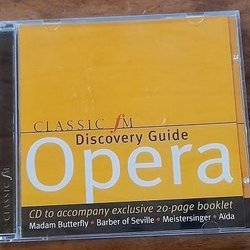 CLASSIC fM
Discovery Guide
Opera
CD to accompany exclusive 20-page booklet
Madam Butterfly • Barber of Seville • Meistersinger • Aida
CLASSIC fM